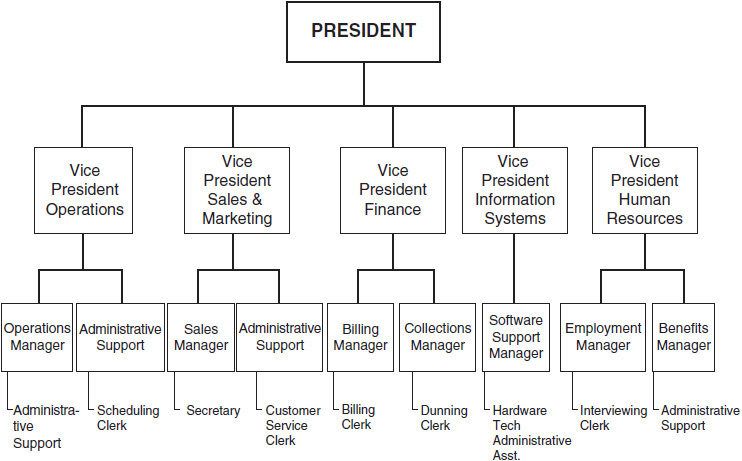 PRESIDENT
Vice
President
Operations
Vice
President
Sales &
Marketing
Vice
President
Finance
Vice
President
Information
Systems
Vice
President
Human
Resources
Operations
Manager
Administrative
Support
Sales
Manager
Administrative
Support
Billing
Manager
Collections
Manager
Software
Support
Manager
Employment
Manager
Benefits
Manager
Administra-
tive
Support
Scheduling
Clerk
Secretary
Customer
Service
Clerk
Billing
Clerk
Dunning
Clerk
Hardware
Tech
Administrative
Asst.
Interviewing
Clerk
Administrative
Support